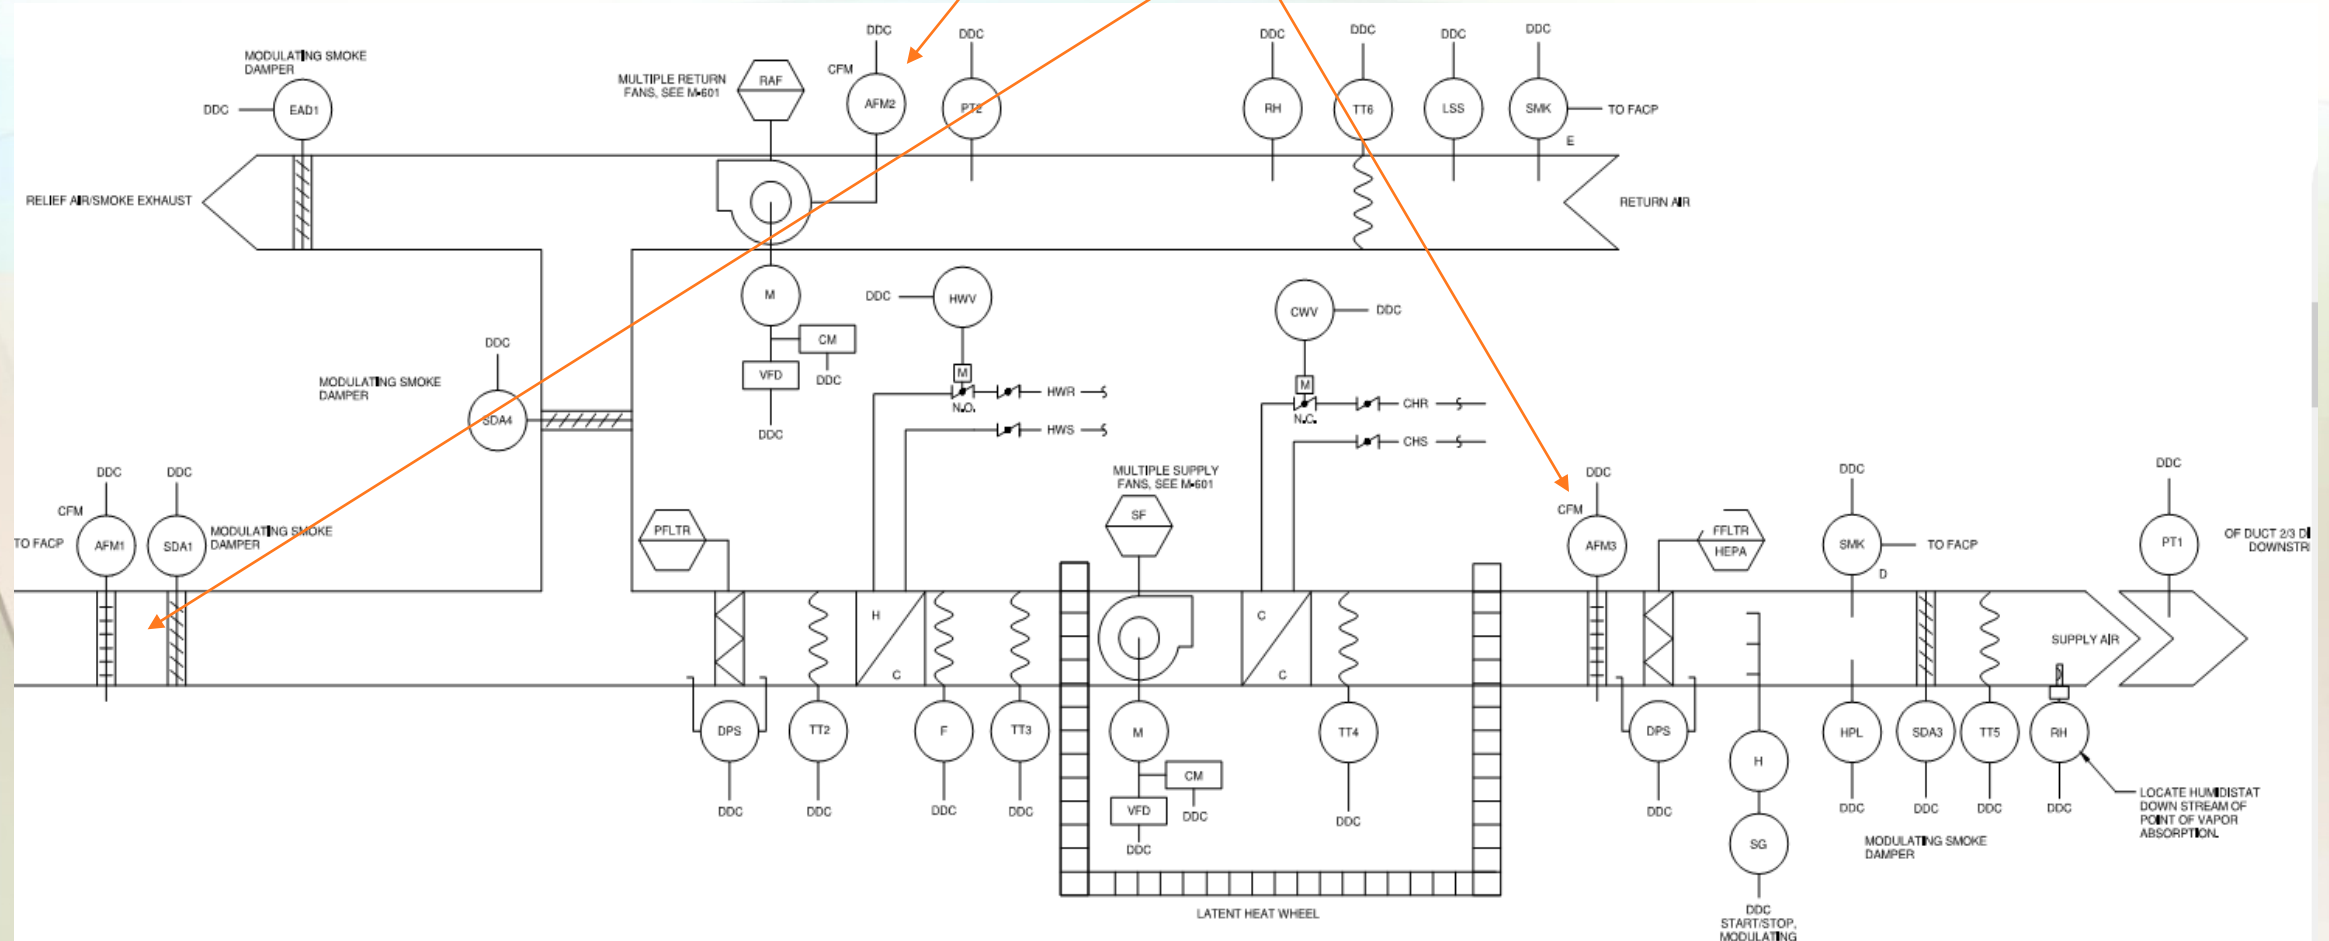 DDC
DDC
DDC
DDC
DDC
DDC
MODULATING SMOKE
DAMPER
CFM
MULTIPLE RETURN
FANS, SEE M-601
RAF
AFM2
PT2
RH
TT6
LSS
SMK
TO FACP
DDC
EAD1
E
RELIEF AIR/SMOKE EXHAUST
RETURN AIR
M
DDC
HWV
CWV
DDC
CM
DDC
VFD
DDC
DDC
MODULATING SMOKE
DAMPER
SDA4
M
HWR
N.O.
HWS
M
CHR
N.C.
CHS
DDC
DDC
CFM
TO FACP
AFM1
SDA1
MODULATING SMOKE
DAMPER
PFLTR
MULTIPLE SUPPLY
FANS, SEE M-601
SF
DDC
CFM
AFM3
FFLTR
HEPA
DDC
SMK
TO FACP
D
DDC
PT1
OF DUCT 2/3 DI
DOWNSTR
H
C
C
C
SUPPLY AIR
DPS
TT2
F
TT3
M
TT4
DPS
H
HPL
SDA3
TT5
RH
DDC
DDC
DDC
DDC
CM
VFD
DDC
DDC
DDC
DDC
DDC
DDC
DDC
DDC
LOCATE HUMIDISTAT
DOWN STREAM OF
POINT OF VAPOR
ABSORPTION.
MODULATING SMOKE
DAMPER
SG
LATENT HEAT WHEEL
DDC
START/STOP,
MODULATING